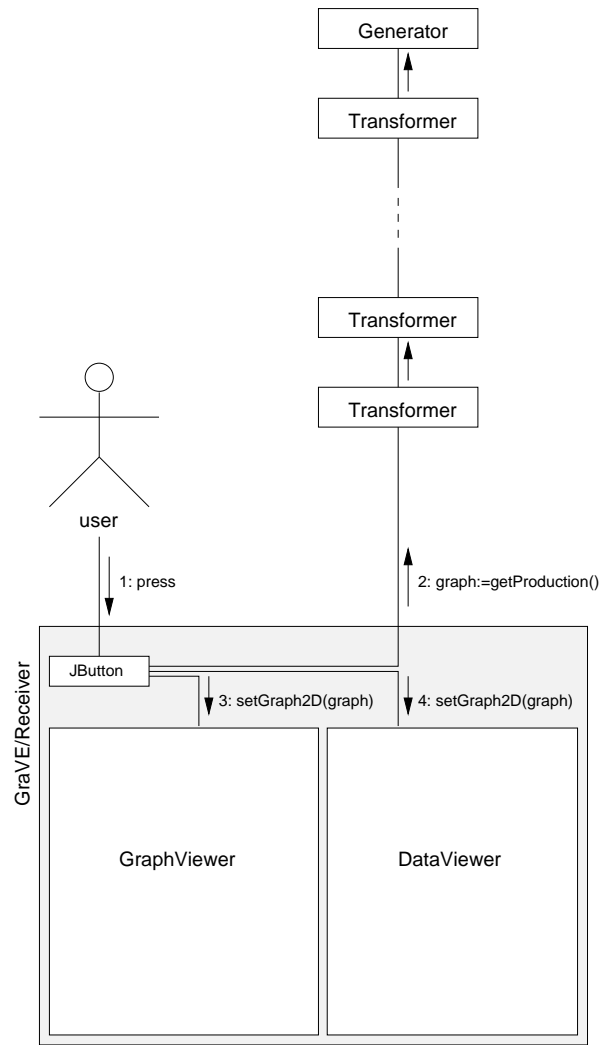 Generator
Transformer
Transformer
Transformer
user
1: press
2: graph:=getProduction()
GraVE/Receiver
JButton
3: setGraph2D(graph)
4: setGraph2D(graph)
GraphViewer
DataViewer